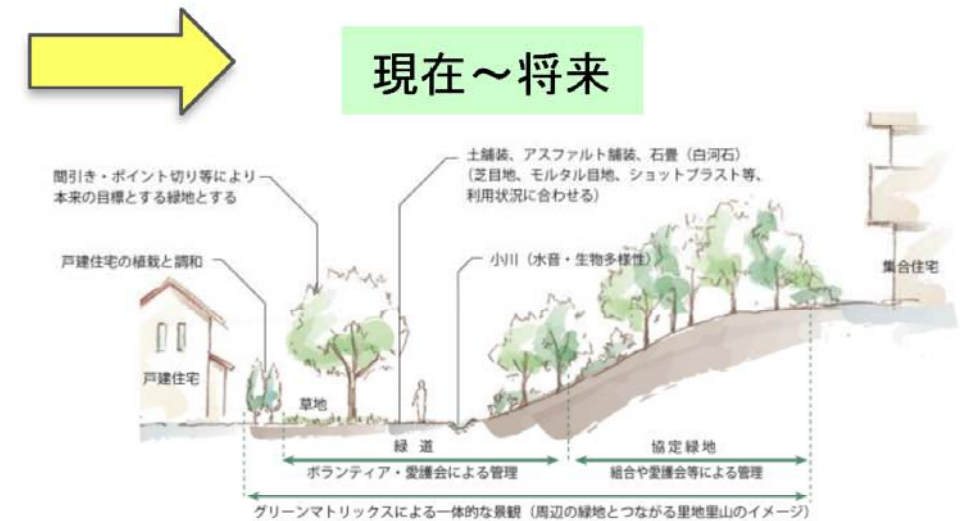 現在～将来
間引き・ポイント切り等により
本来の目標とする緑地とする
土舗装、アスファルト舗装、石畳（白河石）
（芝目地、モルタル目地、ショットブラスト等、
利用状況に合わせる）
戸建住宅の植栽と調和
小川（水音・生物多様性）
集合住宅
戸建住宅
草地
緑道
協定緑地
ボランティア・愛護会による管理
組合や愛護会等による管理
グリーンマトリックスによる一体的な景観（周辺の緑地とつながる里地里山のイメージ）